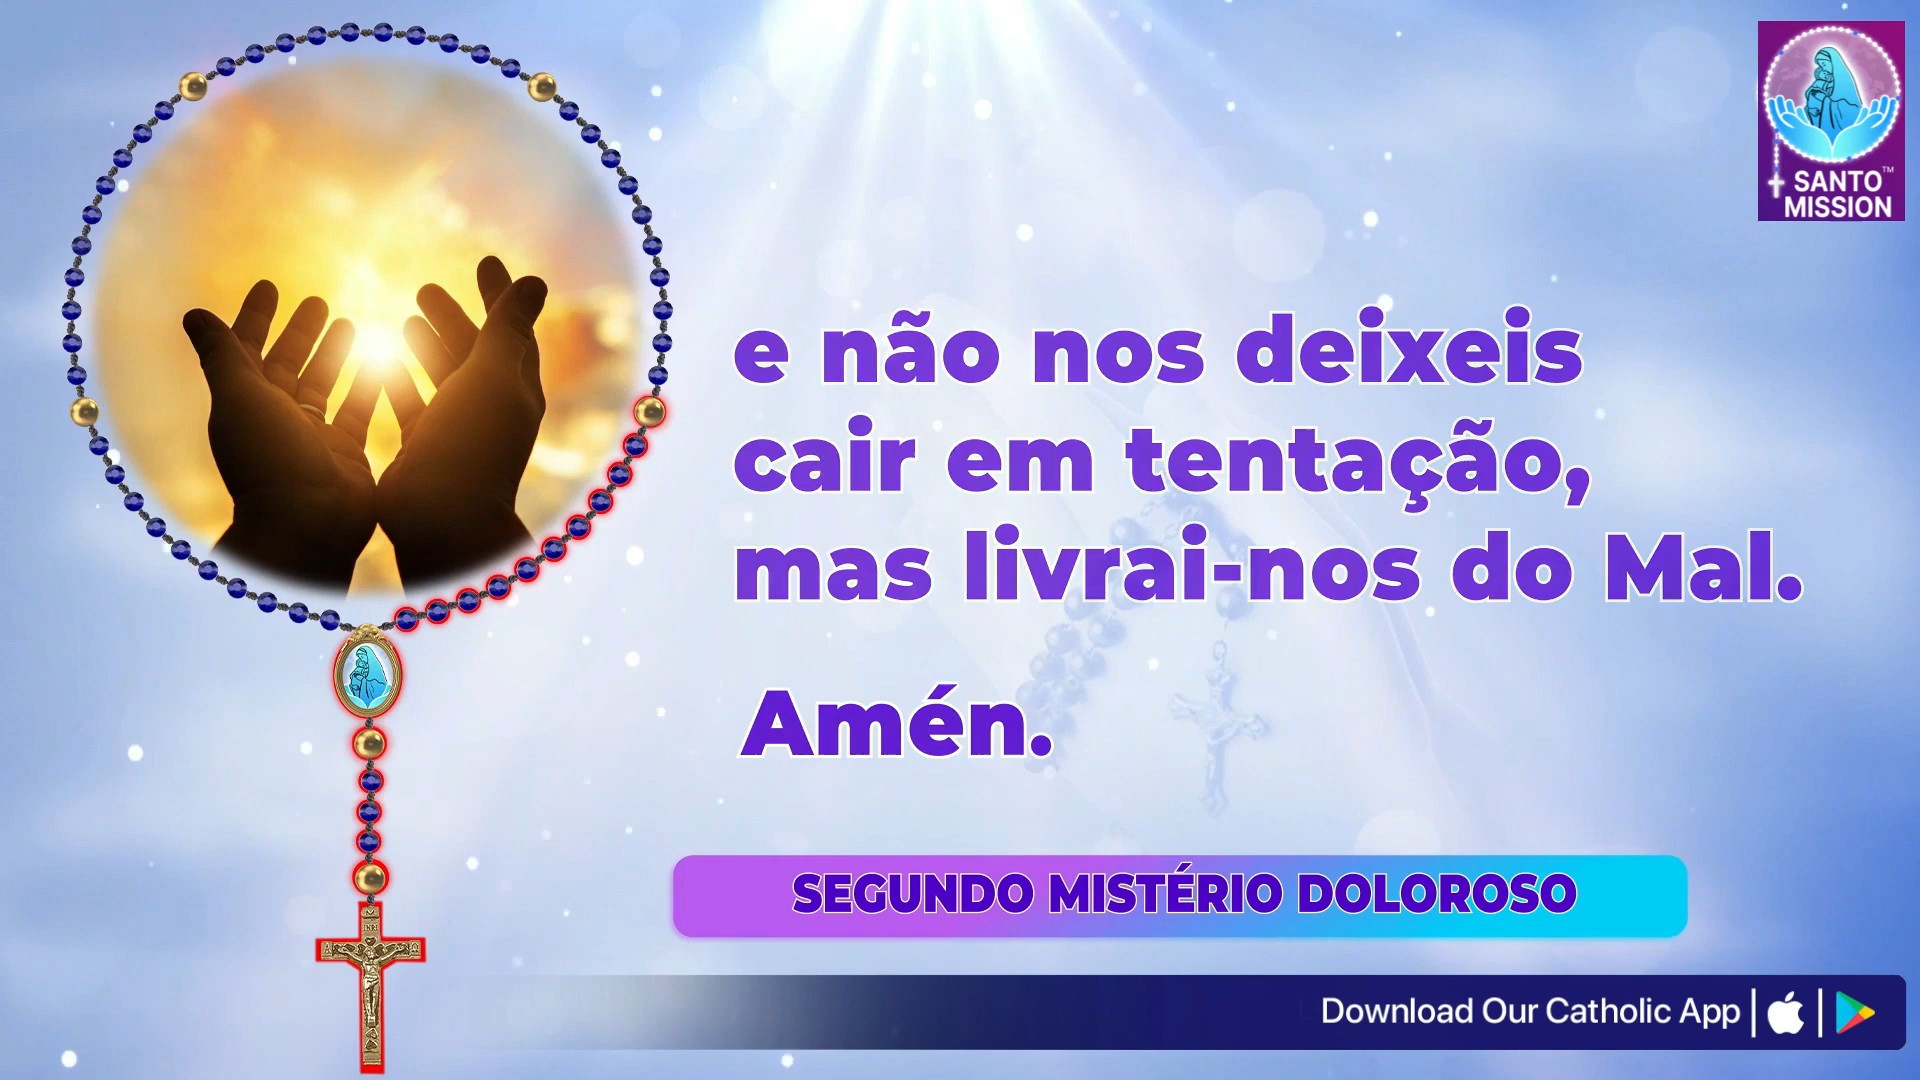 e não nos deixeis
cair em tentação,
mas livrai-nos do Mal.
Amén.
SEGUNDO MISTÉRIO DOLOROSO
Download Our Catholic App
SANTO™
MISSION
INRI